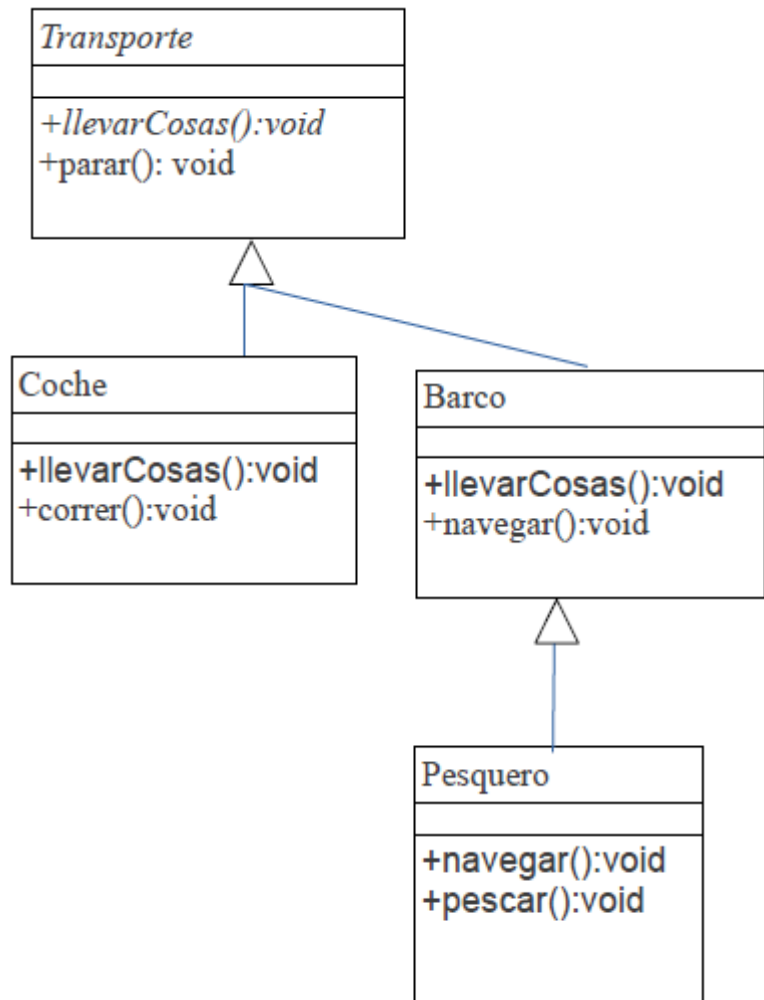 Transporte
+llevarCosas():void
+parar(): void
Coche
+llevarCosas():void
+correr():void
Barco
+llevarCosas():void
+navegar():void
Pesquero
+navegar():void
+pescar():void